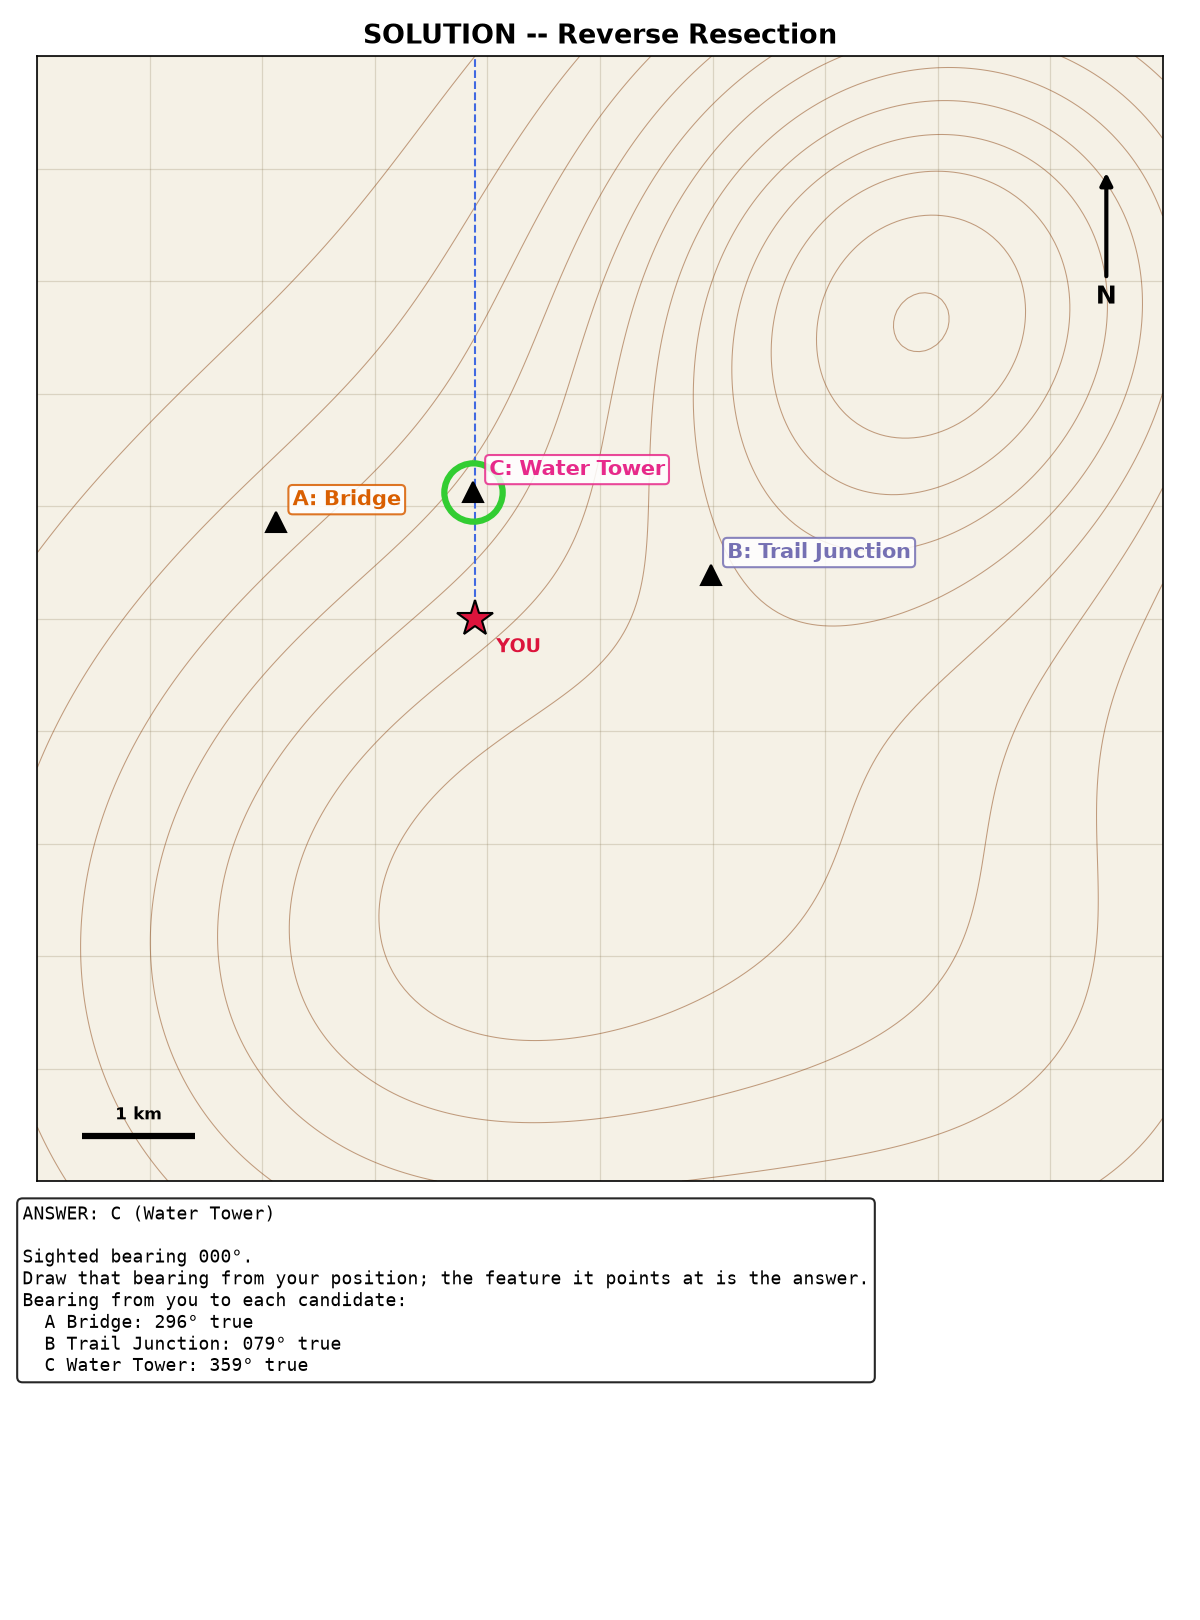 SOLUTION -- Reverse Resection
N
C: Water Tower
A: Bridge
B: Trail Junction
YOU
1 km
ANSWER: C (Water Tower)
Sighted bearing 000°.
Draw that bearing from your position; the feature it points at is the answer.
Bearing from you to each candidate:
A Bridge: 296° true
B Trail Junction: 079° true
C Water Tower: 359° true